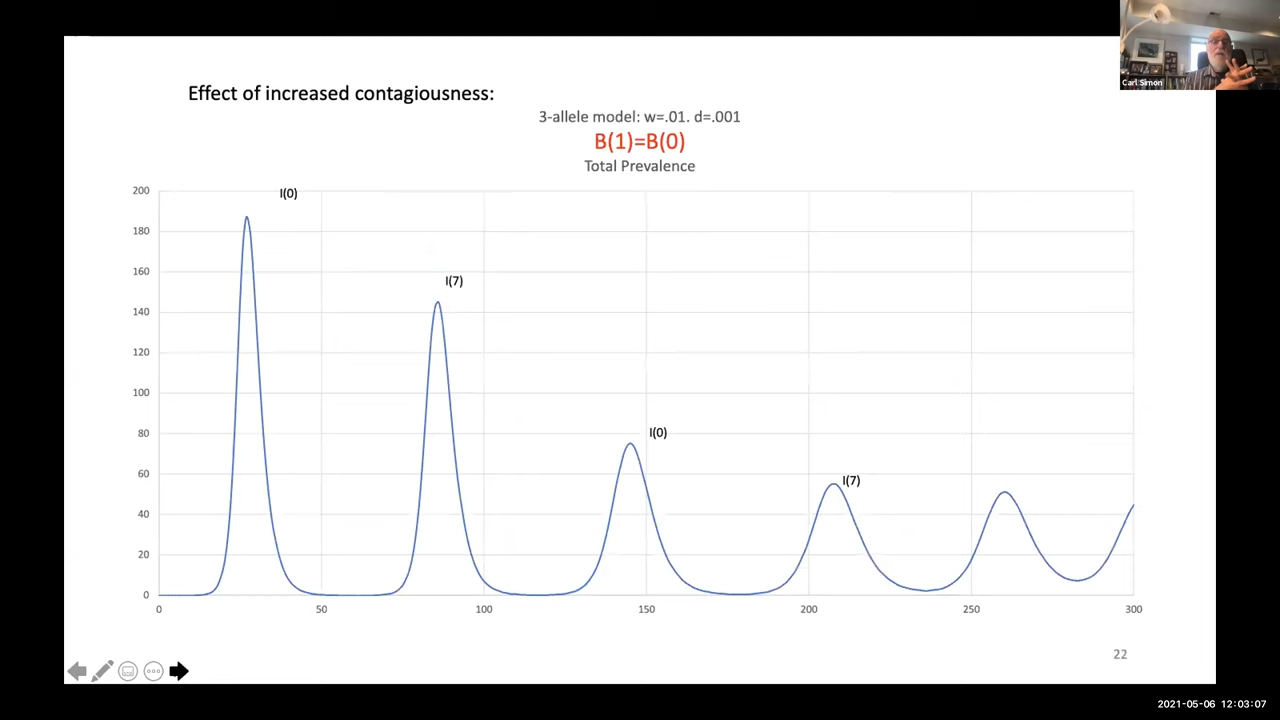 Carl Simon
Effect of increased contagiousness:
3-allele model: w=.01. d=.001
B(1)=B(0)
Total Prevalence
200
180
160
140
120
100
80
60
40
20
0
I(0)
I(7)
I(0)
I(7)
0 50 100 150 200 250 300
22
2021-05-06 12:03:07